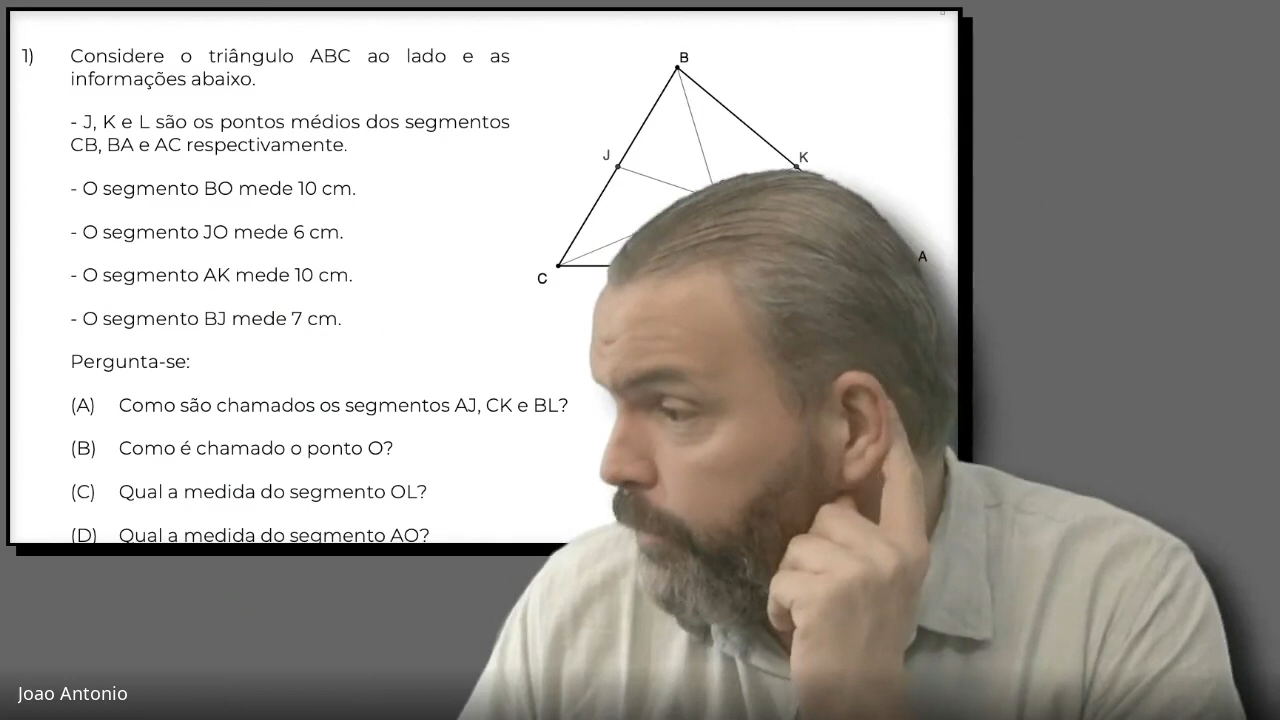 1) Considere o triângulo ABC ao lado e as
informações abaixo.
- J, K e L são os pontos médios dos segmentos
CB, BA e AC respectivamente.
- O segmento BO mede 10 cm.
- O segmento JO mede 6 cm.
- O segmento AK mede 10 cm.
- O segmento BJ mede 7 cm.
Pergunta-se:
(A) Como são chamados os segmentos AJ, CK e BL?
(B) Como é chamado o ponto O?
(C) Qual a medida do segmento OL?
(D) Qual a medida do segmento AO?
B
J
K
A
C
Joao Antonio